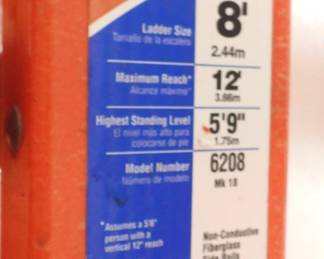 Ladder Size
Tamaño de la escalera
8'
2.44m
Maximum Reach*
Alcance máximo*
12'
3.66m
Highest Standing Level
El nivel más alto para
colocarse de pie
5'9"
1.75m
Model Number
Número de modelo
6208
Mk 18
*Assumes a 5'6"
person with a
vertical 12" reach
Non-Conductive
Fiberglass
Side Rails